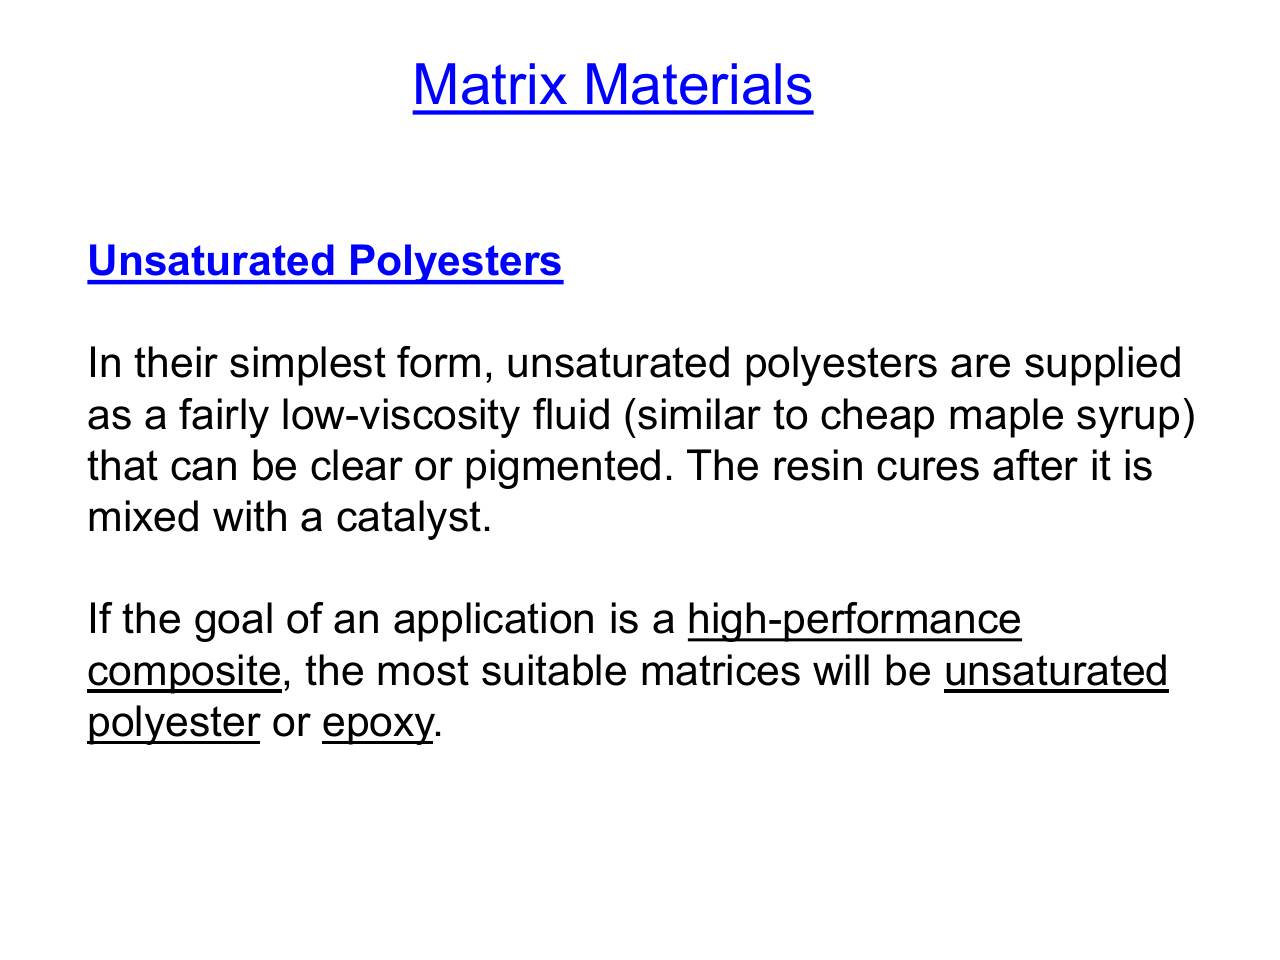 Matrix Materials
Unsaturated Polyesters
In their simplest form, unsaturated polyesters are supplied
as a fairly low-viscosity fluid (similar to cheap maple syrup)
that can be clear or pigmented. The resin cures after it is
mixed with a catalyst.
If the goal of an application is a high-performance
composite, the most suitable matrices will be unsaturated
polyester or epoxy.